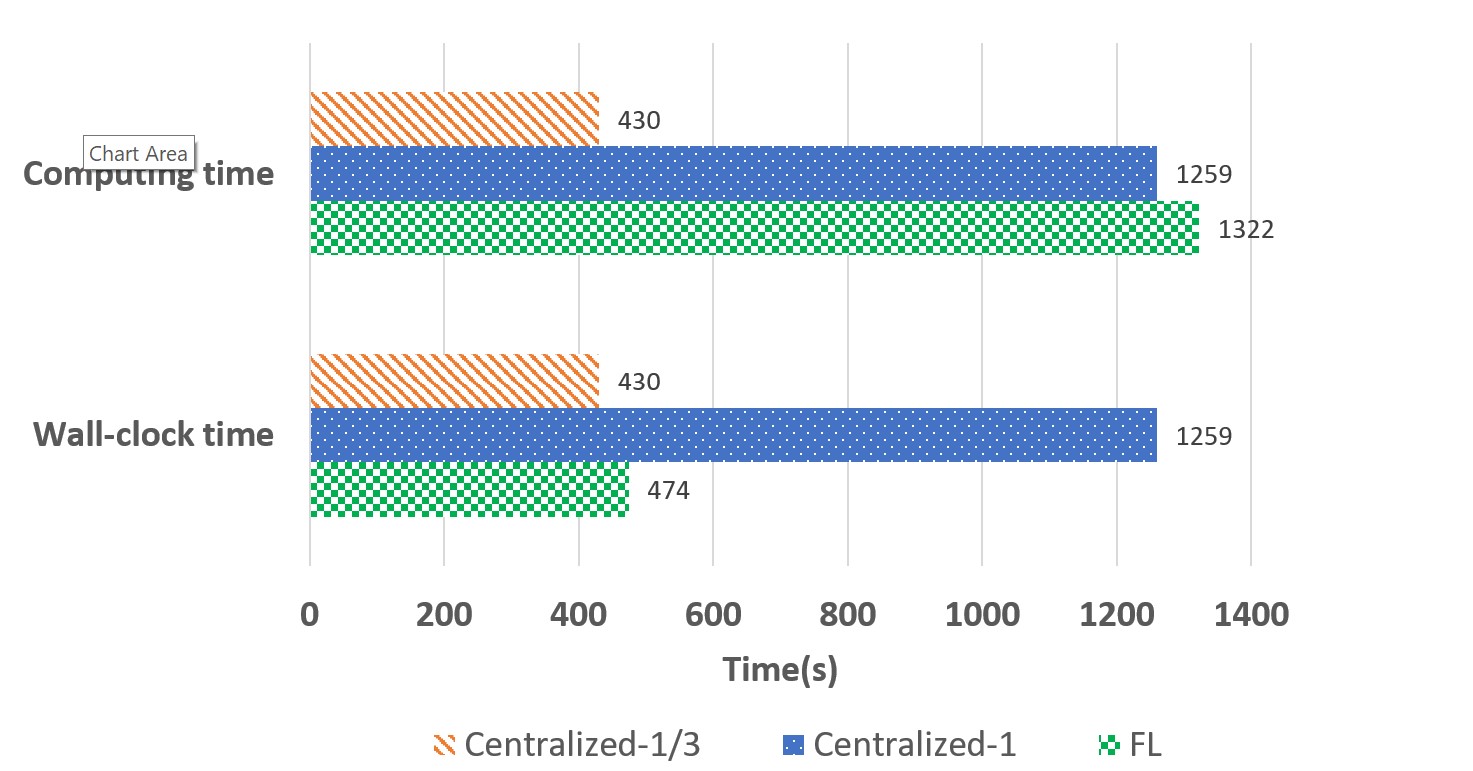 430
Chart Area
Computing time
1259
1322
430
Wall-clock time
1259
474
0 200 400 600 800 1000 1200 1400
Time(s)
Centralized-1/3 Centralized-1 FL